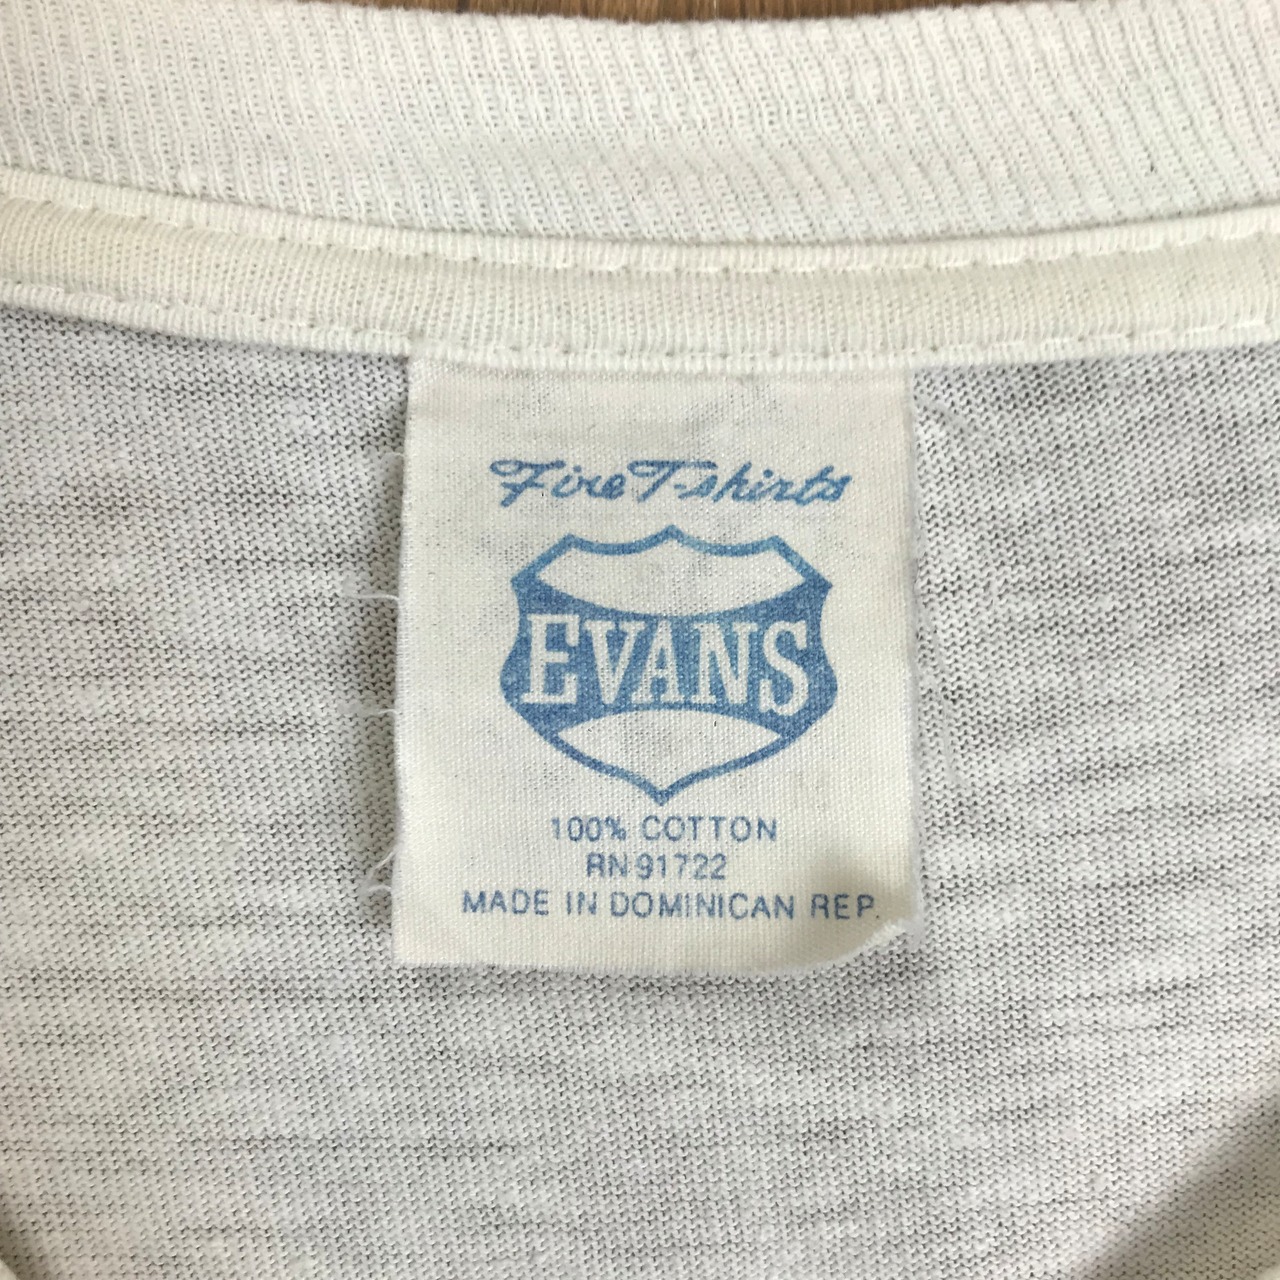 Fine T-shirts
EVANS
100% COTTON
RN 91722
MADE IN DOMINICAN REP.